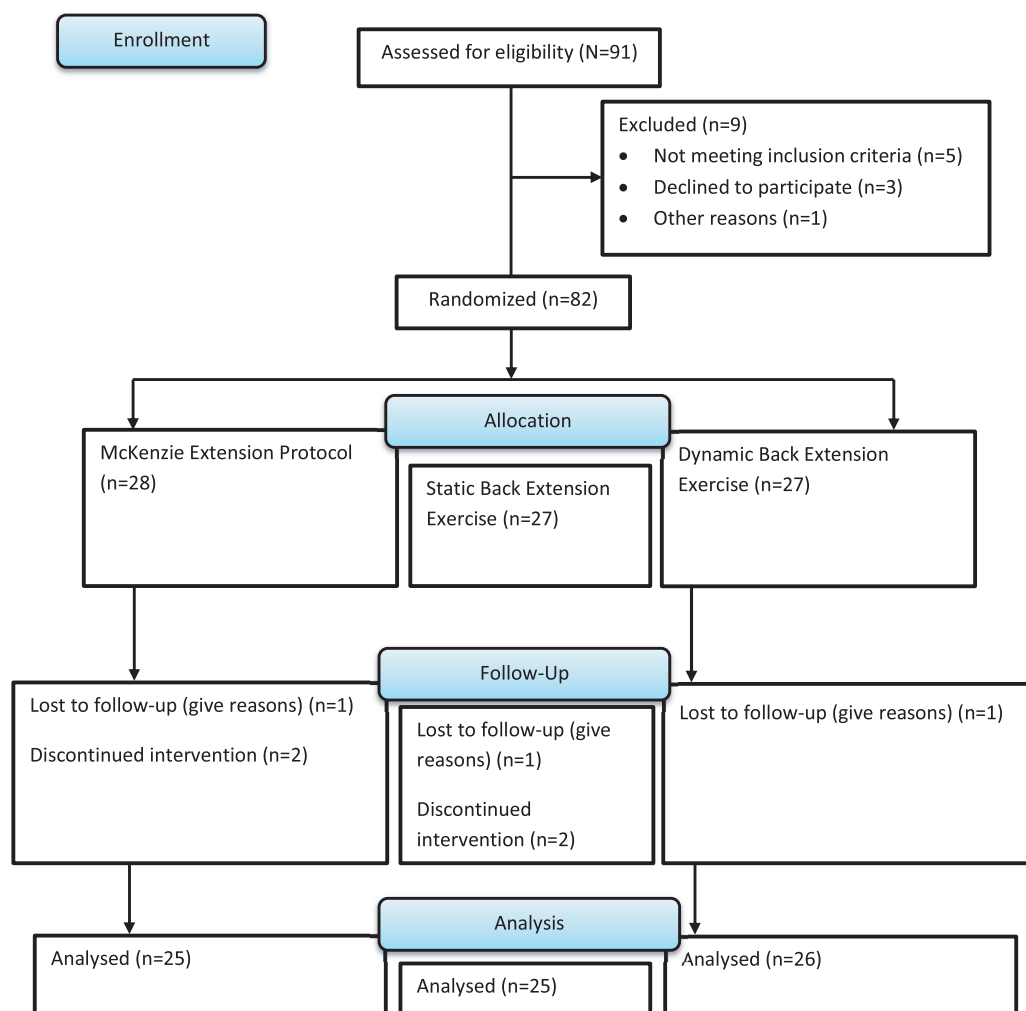 Enrollment
Assessed for eligibility (N=91)
Excluded (n=9)
• Not meeting inclusion criteria (n=5)
• Declined to participate (n=3)
• Other reasons (n=1)
Randomized (n=82)
Allocation
McKenzie Extension Protocol
(n=28)
Static Back Extension
Exercise (n=27)
Dynamic Back Extension
Exercise (n=27)
Follow-Up
Lost to follow-up (give reasons) (n=1)
Discontinued intervention (n=2)
Lost to follow-up (give
reasons) (n=1)
Discontinued
intervention (n=2)
Lost to follow-up (give reasons) (n=1)
Analysis
Analysed (n=25)
Analysed (n=25)
Analysed (n=26)